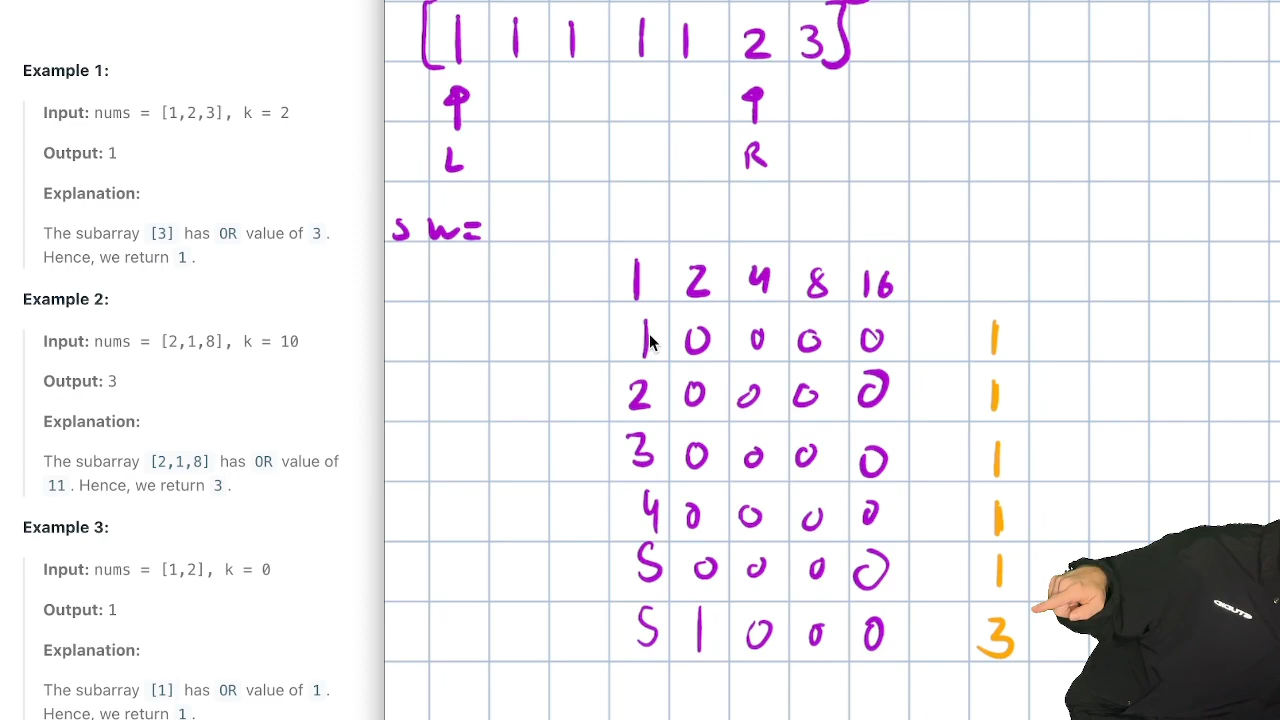 Example 1:
Input: nums = [1,2,3], k = 2
Output: 1
Explanation:
The subarray [3] has OR value of 3.
Hence, we return 1.
Example 2:
Input: nums = [2,1,8], k = 10
Output: 3
Explanation:
The subarray [2,1,8] has OR value of
11. Hence, we return 3.
Example 3:
Input: nums = [1,2], k = 0
Output: 1
Explanation:
The subarray [1] has OR value of 1.
Hence, we return 1.
[1 1 1 1 1 2 3]
L R
SW=
1 2 4 8 16
1 0 0 0 0 1
2 0 0 0 0 1
3 0 0 0 0 1
4 0 0 0 0 1
5 0 0 0 0 1
5 1 0 0 0 3